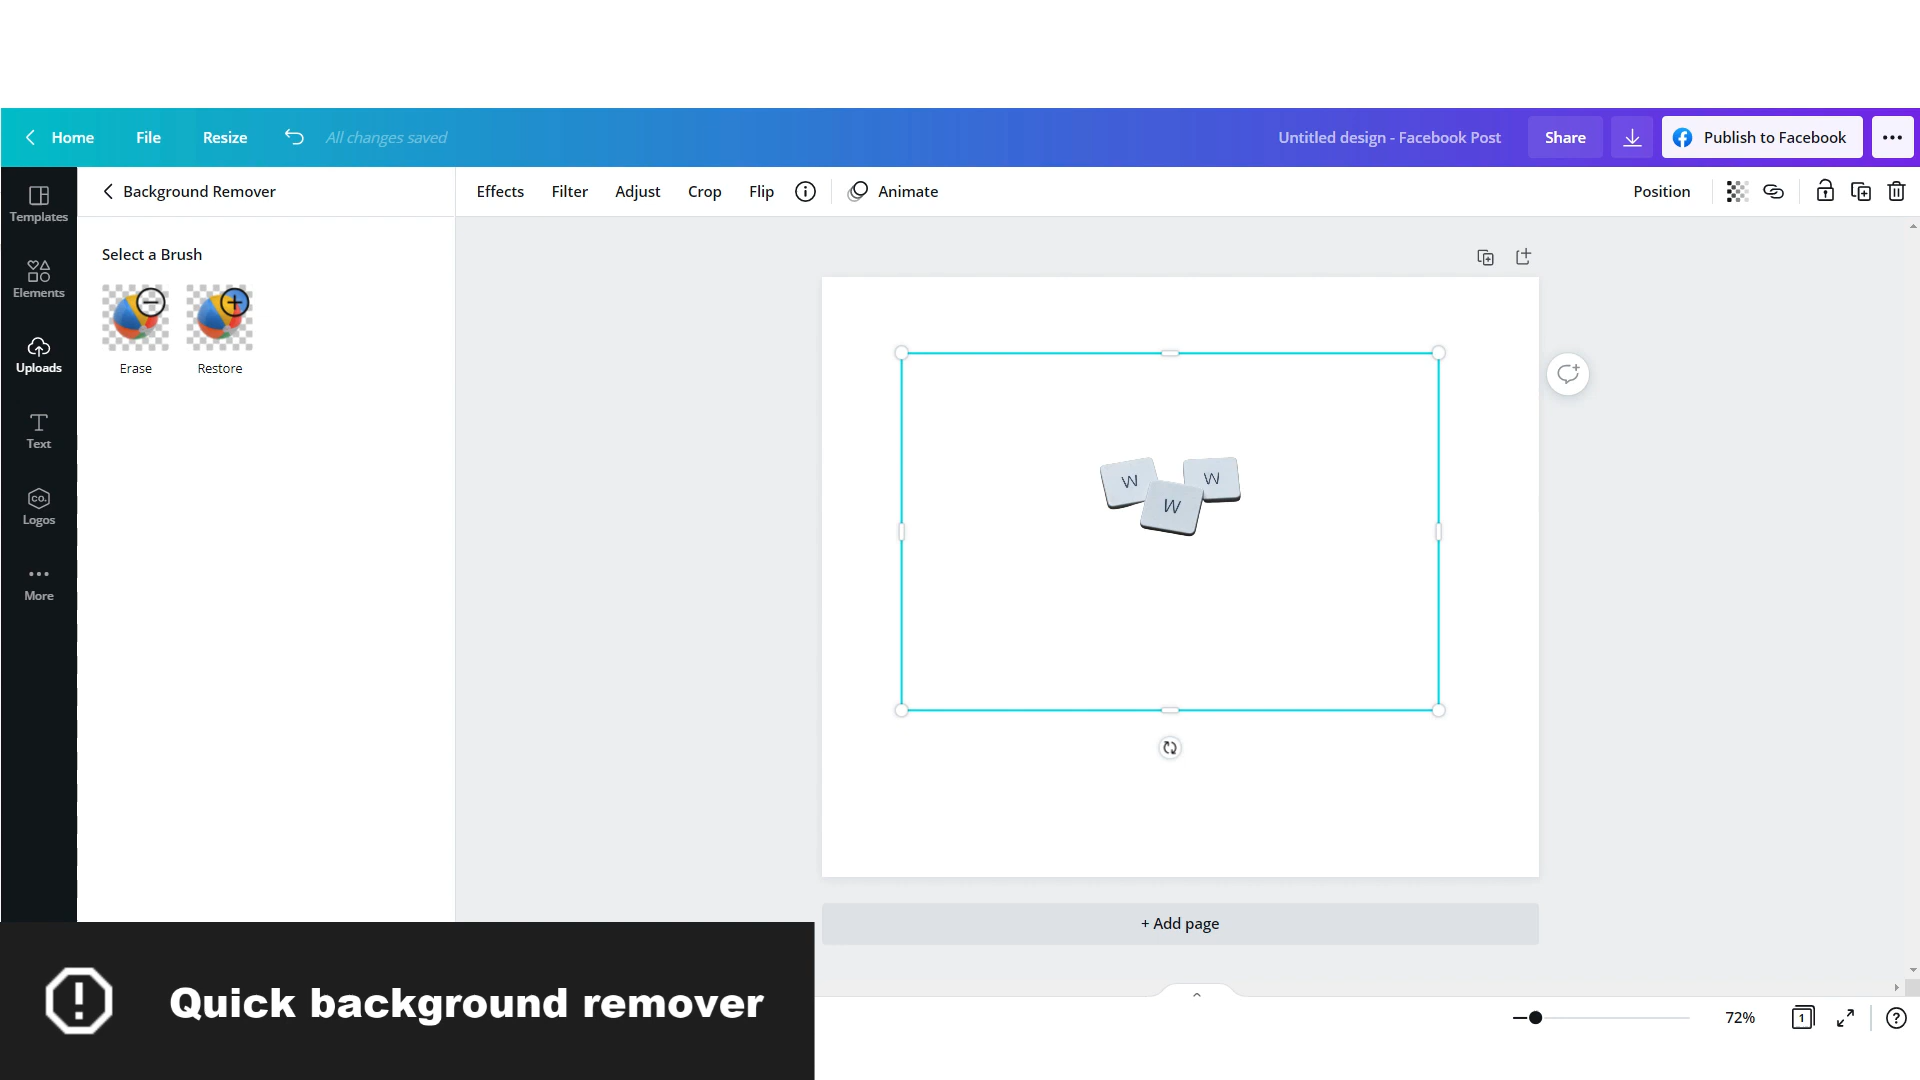 Home File Resize All changes saved Untitled design - Facebook Post Share Publish to Facebook
Background Remover Effects Filter Adjust Crop Flip Animate Position
Templates
Elements
Uploads
Text
CO.
Logos
More
Select a Brush
Erase Restore
W W
W
+ Add page
Quick background remover
72% 1 ?